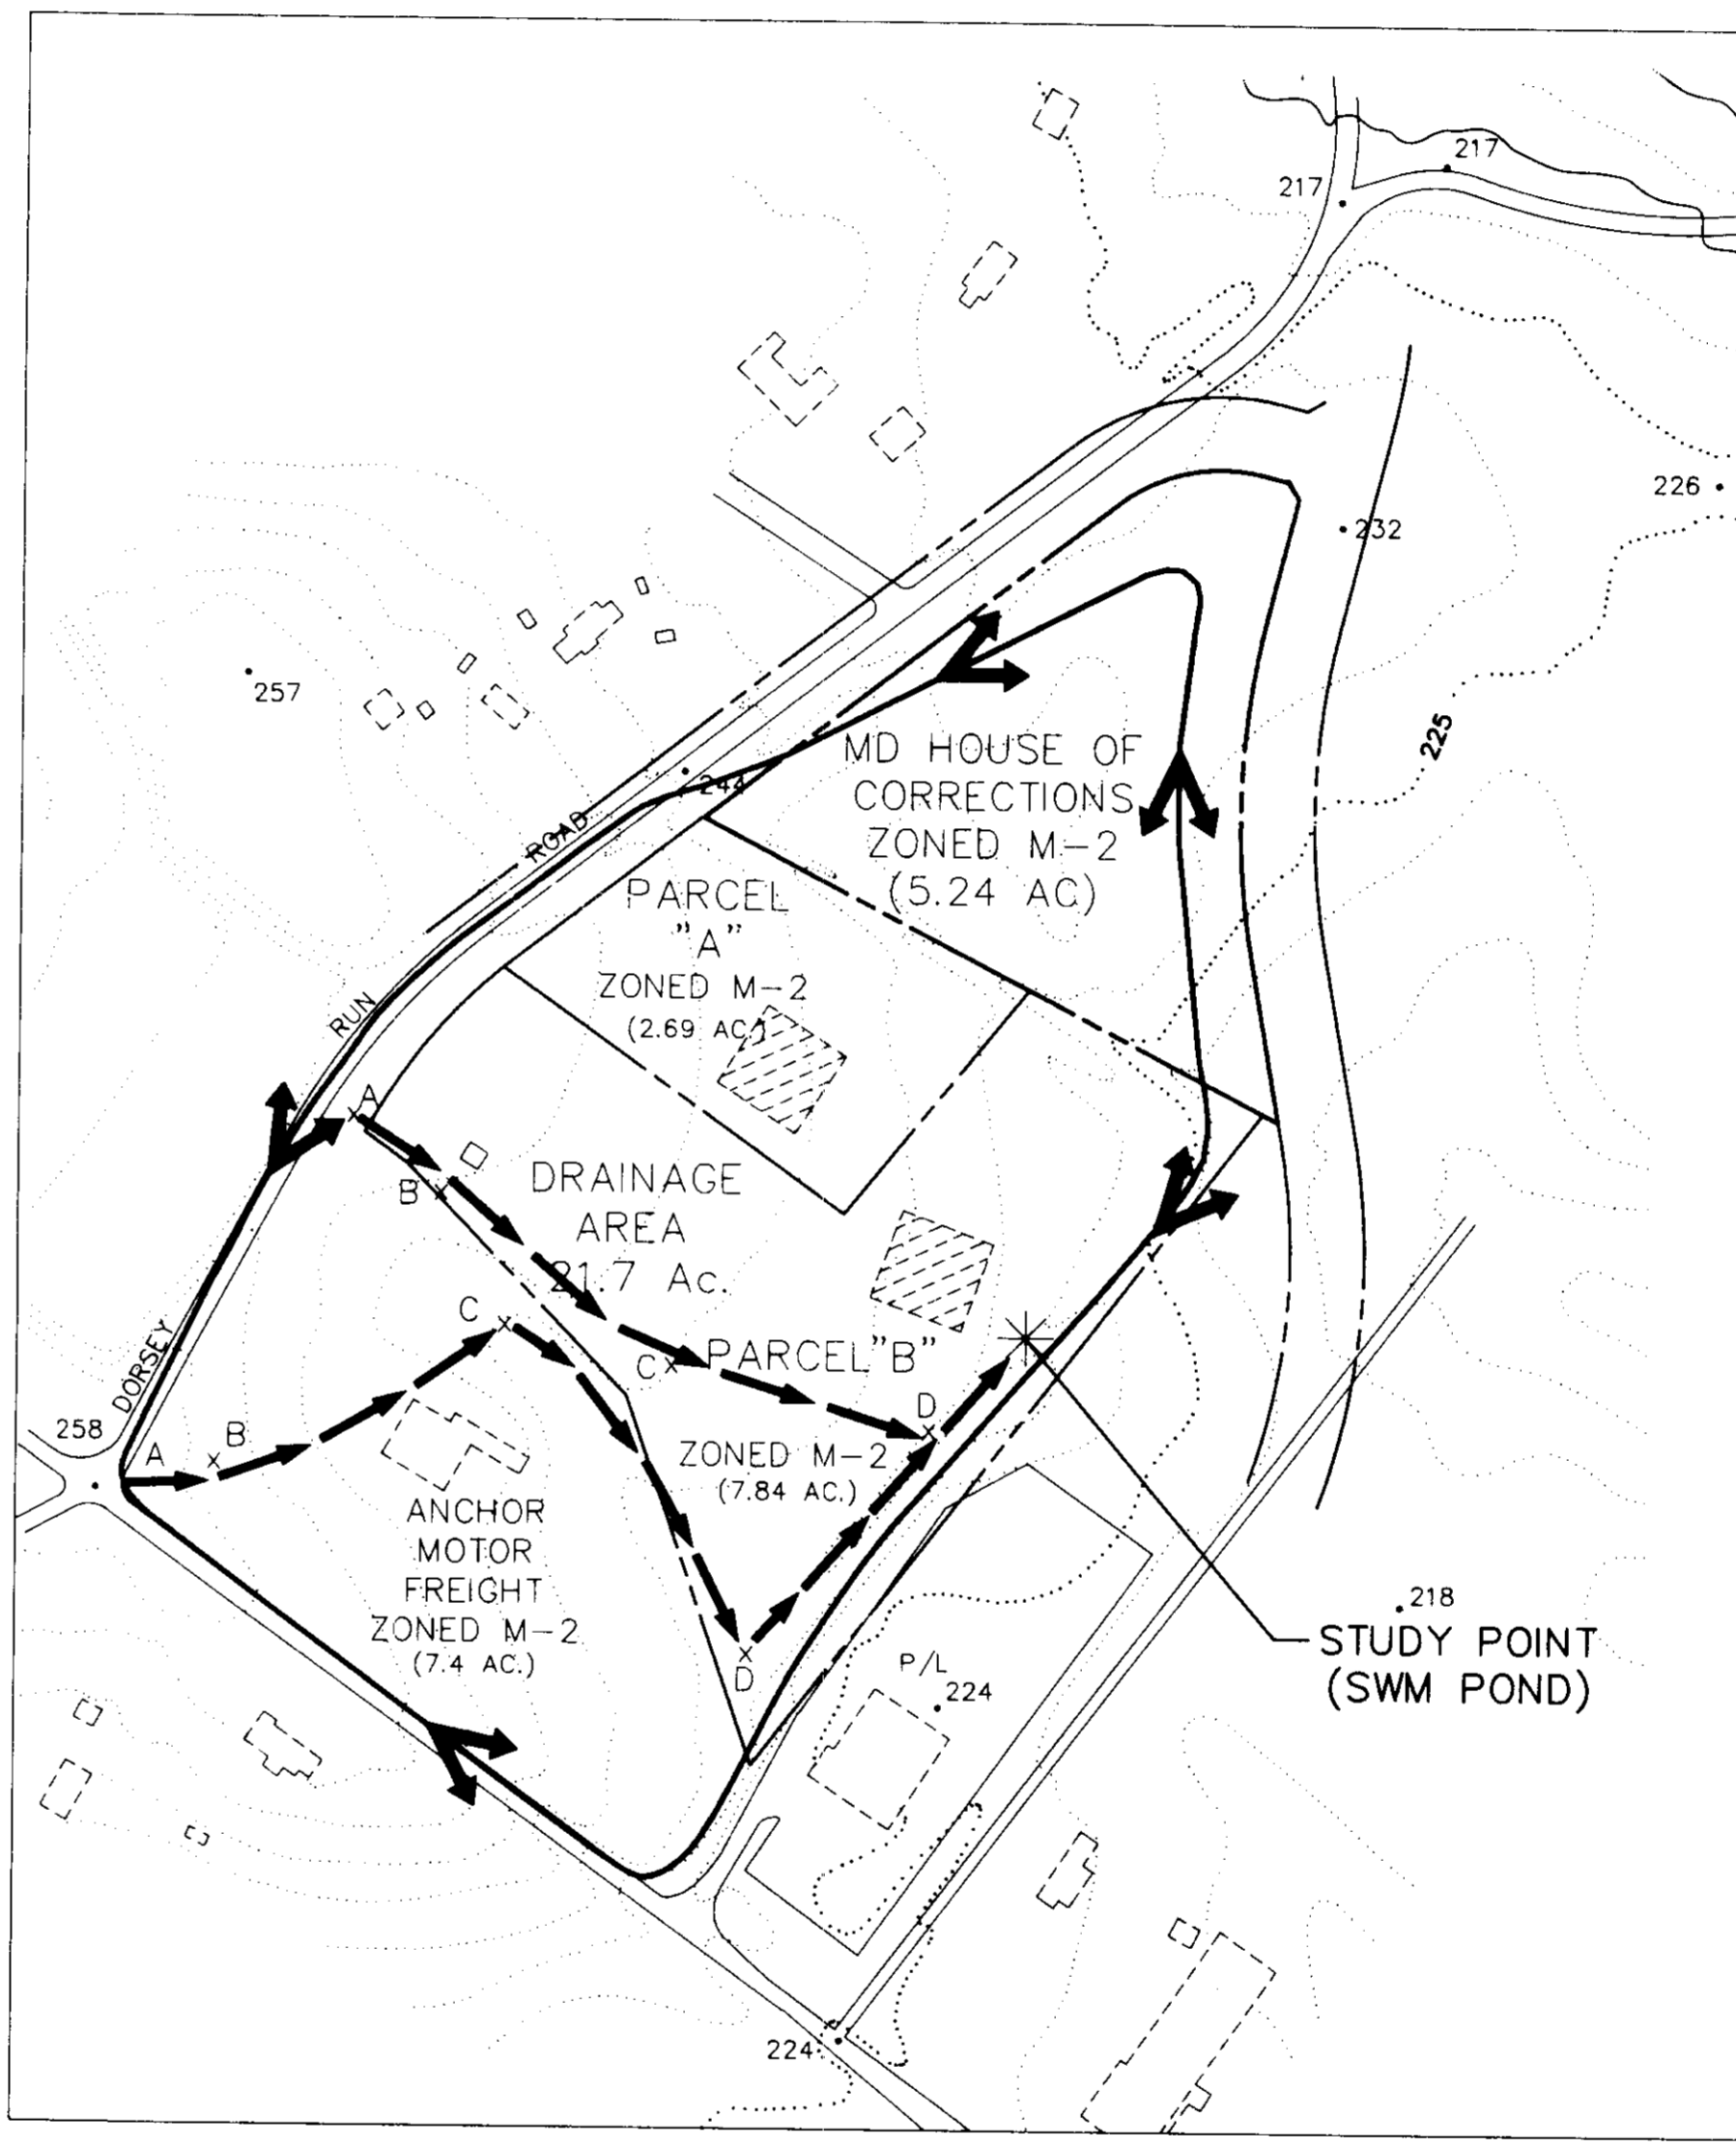 217
217
226
232
257
225
MD HOUSE OF
CORRECTIONS
ZONED M-2
(5.24 AC)
244
ROAD
PARCEL
"A"
ZONED M-2
(2.69 AC.)
RUN
A
B
DRAINAGE
AREA
21.7 Ac.
C
C
PARCEL "B"
DORSEY
D
258
A
B
ZONED M-2
(7.84 AC.)
ANCHOR
MOTOR
FREIGHT
ZONED M-2
(7.4 AC.)
D
P/L
224
218
STUDY POINT
(SWM POND)
224